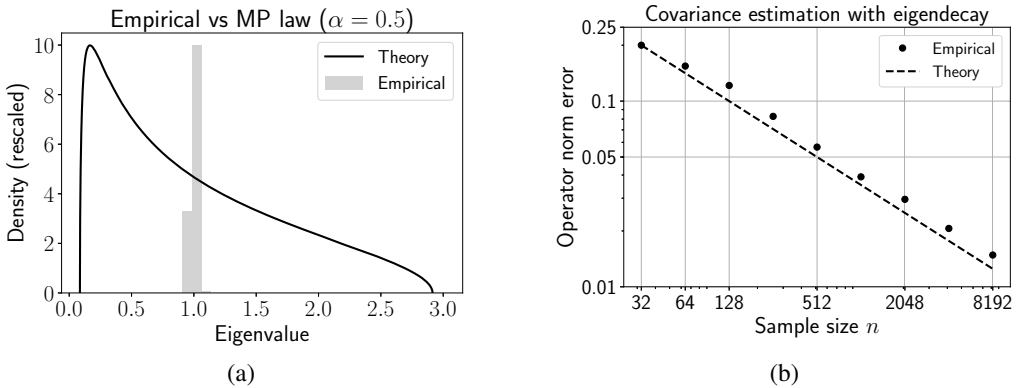 Empirical vs MP law (α = 0.5)
Density (rescaled)
10
8
6
4
2
0
Theory
Empirical
0.0 0.5 1.0 1.5 2.0 2.5 3.0
Eigenvalue
(a)
Covariance estimation with eigendecay
Operator norm error
0.25
0.1
0.05
0.01
Empirical
Theory
32 64 128 512 2048 8192
Sample size n
(b)